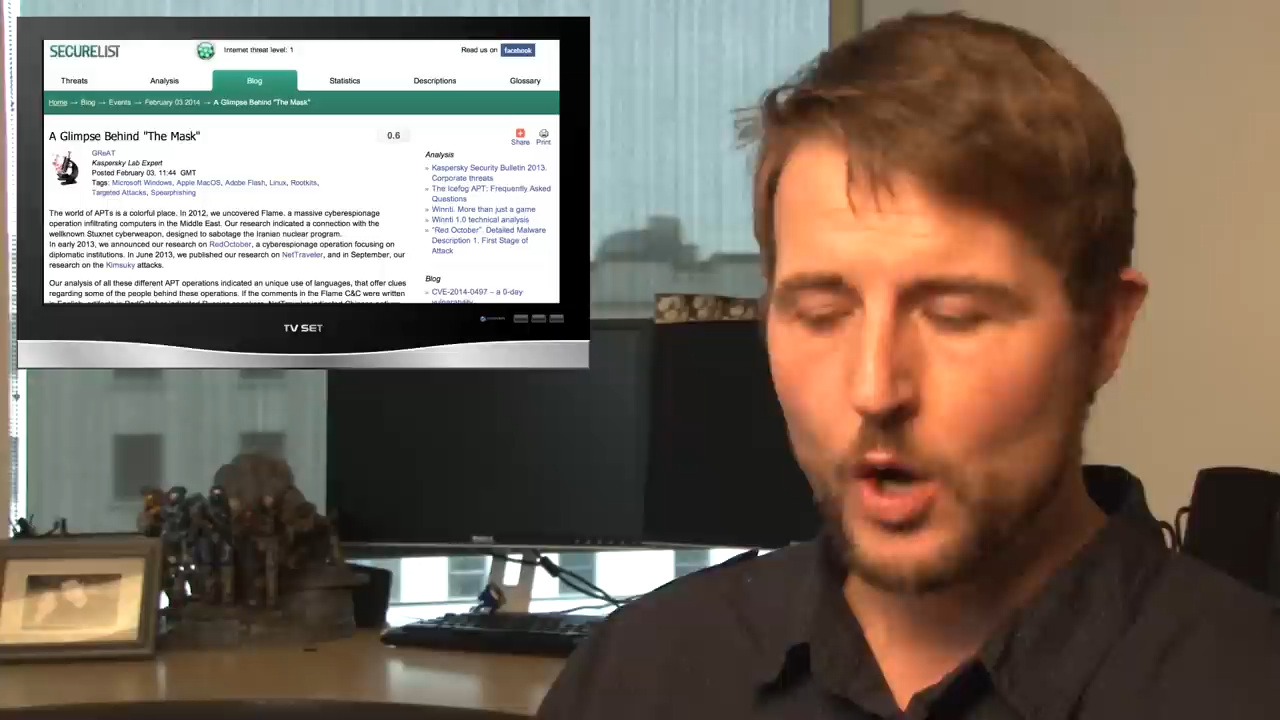 SECURELIST
Internet threat level: 1
Read us on facebook
Threats Analysis Blog Statistics Descriptions Glossary
Home → Blog → Events → February 03 2014 → A Glimpse Behind "The Mask"
A Glimpse Behind "The Mask"
0.6
Share Print
GReAT
Kaspersky Lab Expert
Posted February 03, 11:44 GMT
Tags: Microsoft Windows, Apple MacOS, Adobe Flash, Linux, Rootkits,
Targeted Attacks, Spearphishing
The world of APTs is a colorful place. In 2012, we uncovered Flame. a massive cyberespionage
operation infiltrating computers in the Middle East. Our research indicated a connection with the
wellknown Stuxnet cyberweapon, designed to sabotage the Iranian nuclear program.
In early 2013, we announced our research on RedOctober, a cyberespionage operation focusing on
diplomatic institutions. In June 2013, we published our research on NetTraveler, and in September, our
research on the Kimsuky attacks.
Our analysis of all these different APT operations indicated an unique use of languages, that offer clues
regarding some of the people behind these operations. If the comments in the Flame C&C were written
Analysis
» Kaspersky Security Bulletin 2013.
Corporate threats
» The Icefog APT: Frequently Asked
Questions
» Winnti. More than just a game
» Winnti 1.0 technical analysis
» "Red October". Detailed Malware
Description 1. First Stage of
Attack
Blog
» CVE-2014-0497 – a 0-day
vulnerability
TV SET